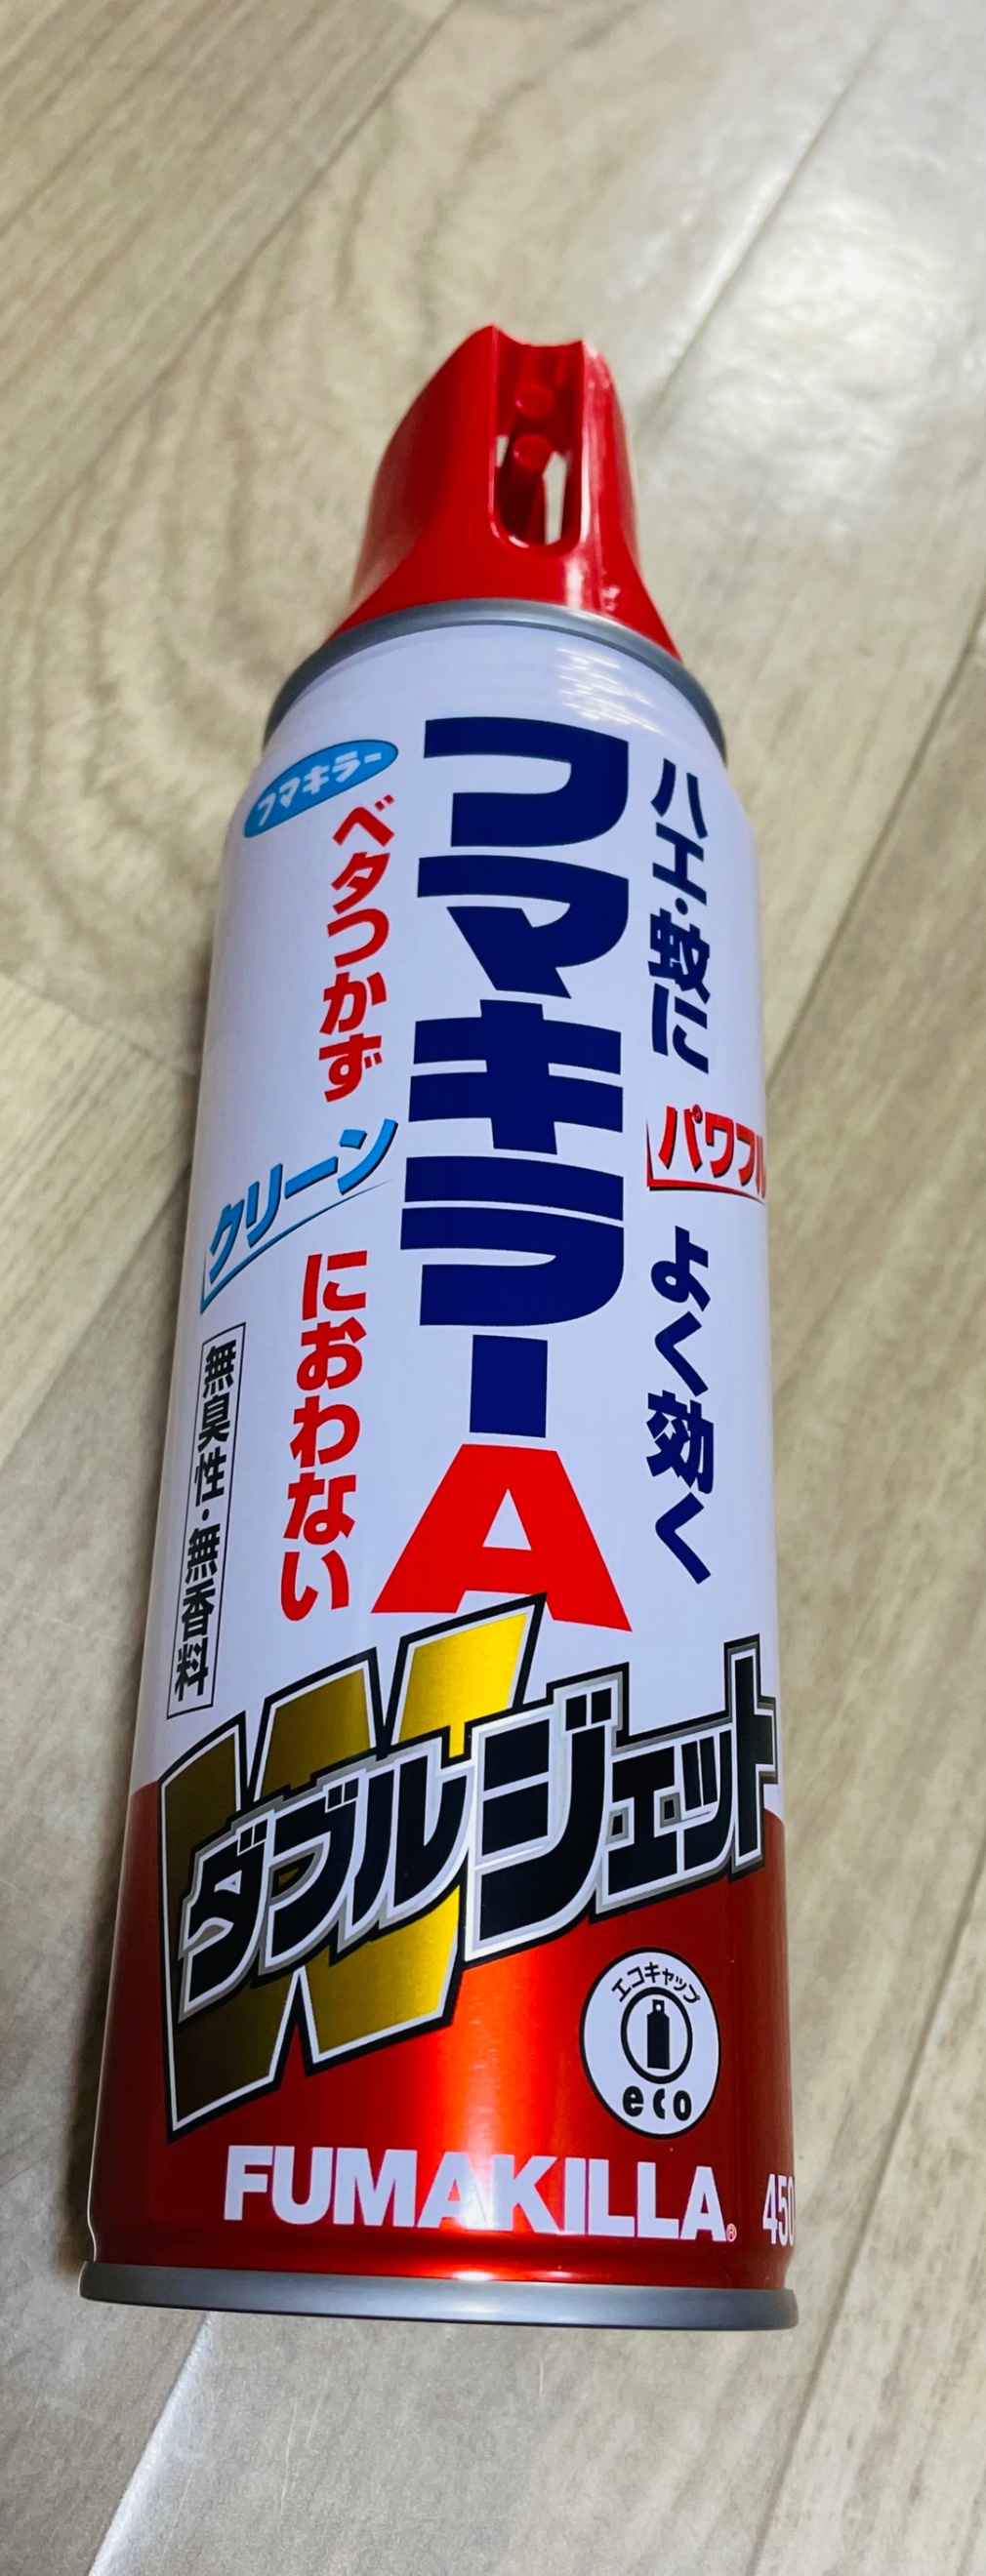 ハエ・蚊に
パワフル
よく効く
フマキラーA
フマキラー
ベタつかず
クリーン
におわない
無臭性・無香料
W
ダブルジェット
エコキャップ
eco
FUMAKILLA®
450